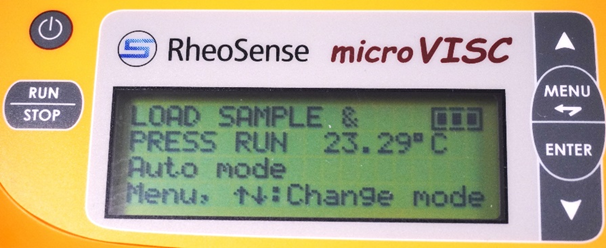 RheoSense microVISC
RUN
STOP
LOAD SAMPLE &
PRESS RUN 23.29°C
Auto mode
Menu, ↑↓:Change mode
MENU
ENTER